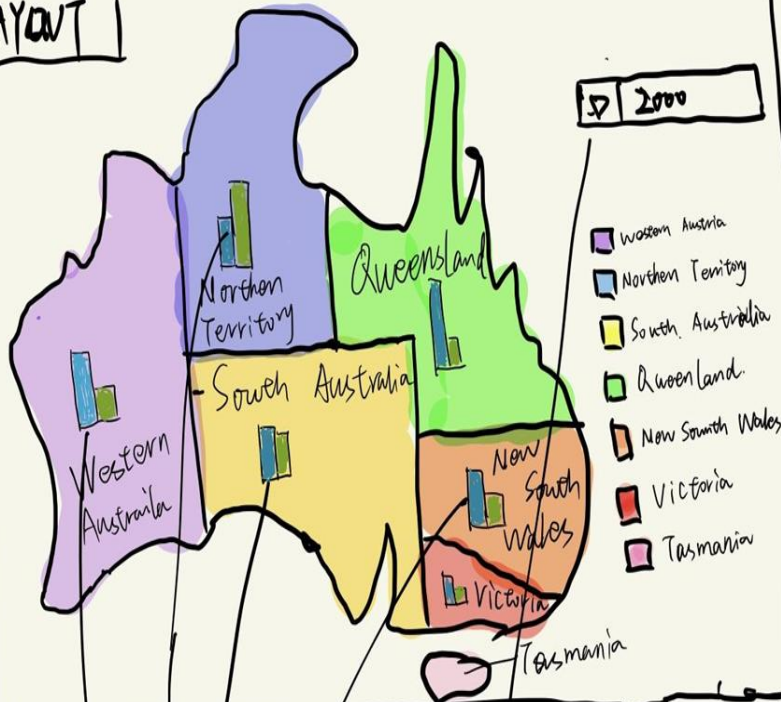 AYOUT
2000
Western Austria
Northen Territory
South Australia
Queenland.
New Sounth Wales
Victoria
Tasmania
Northen
Territory
Queensland
South Australia
Western
Austraila
New
South
Wales
Victoria
Tasmania